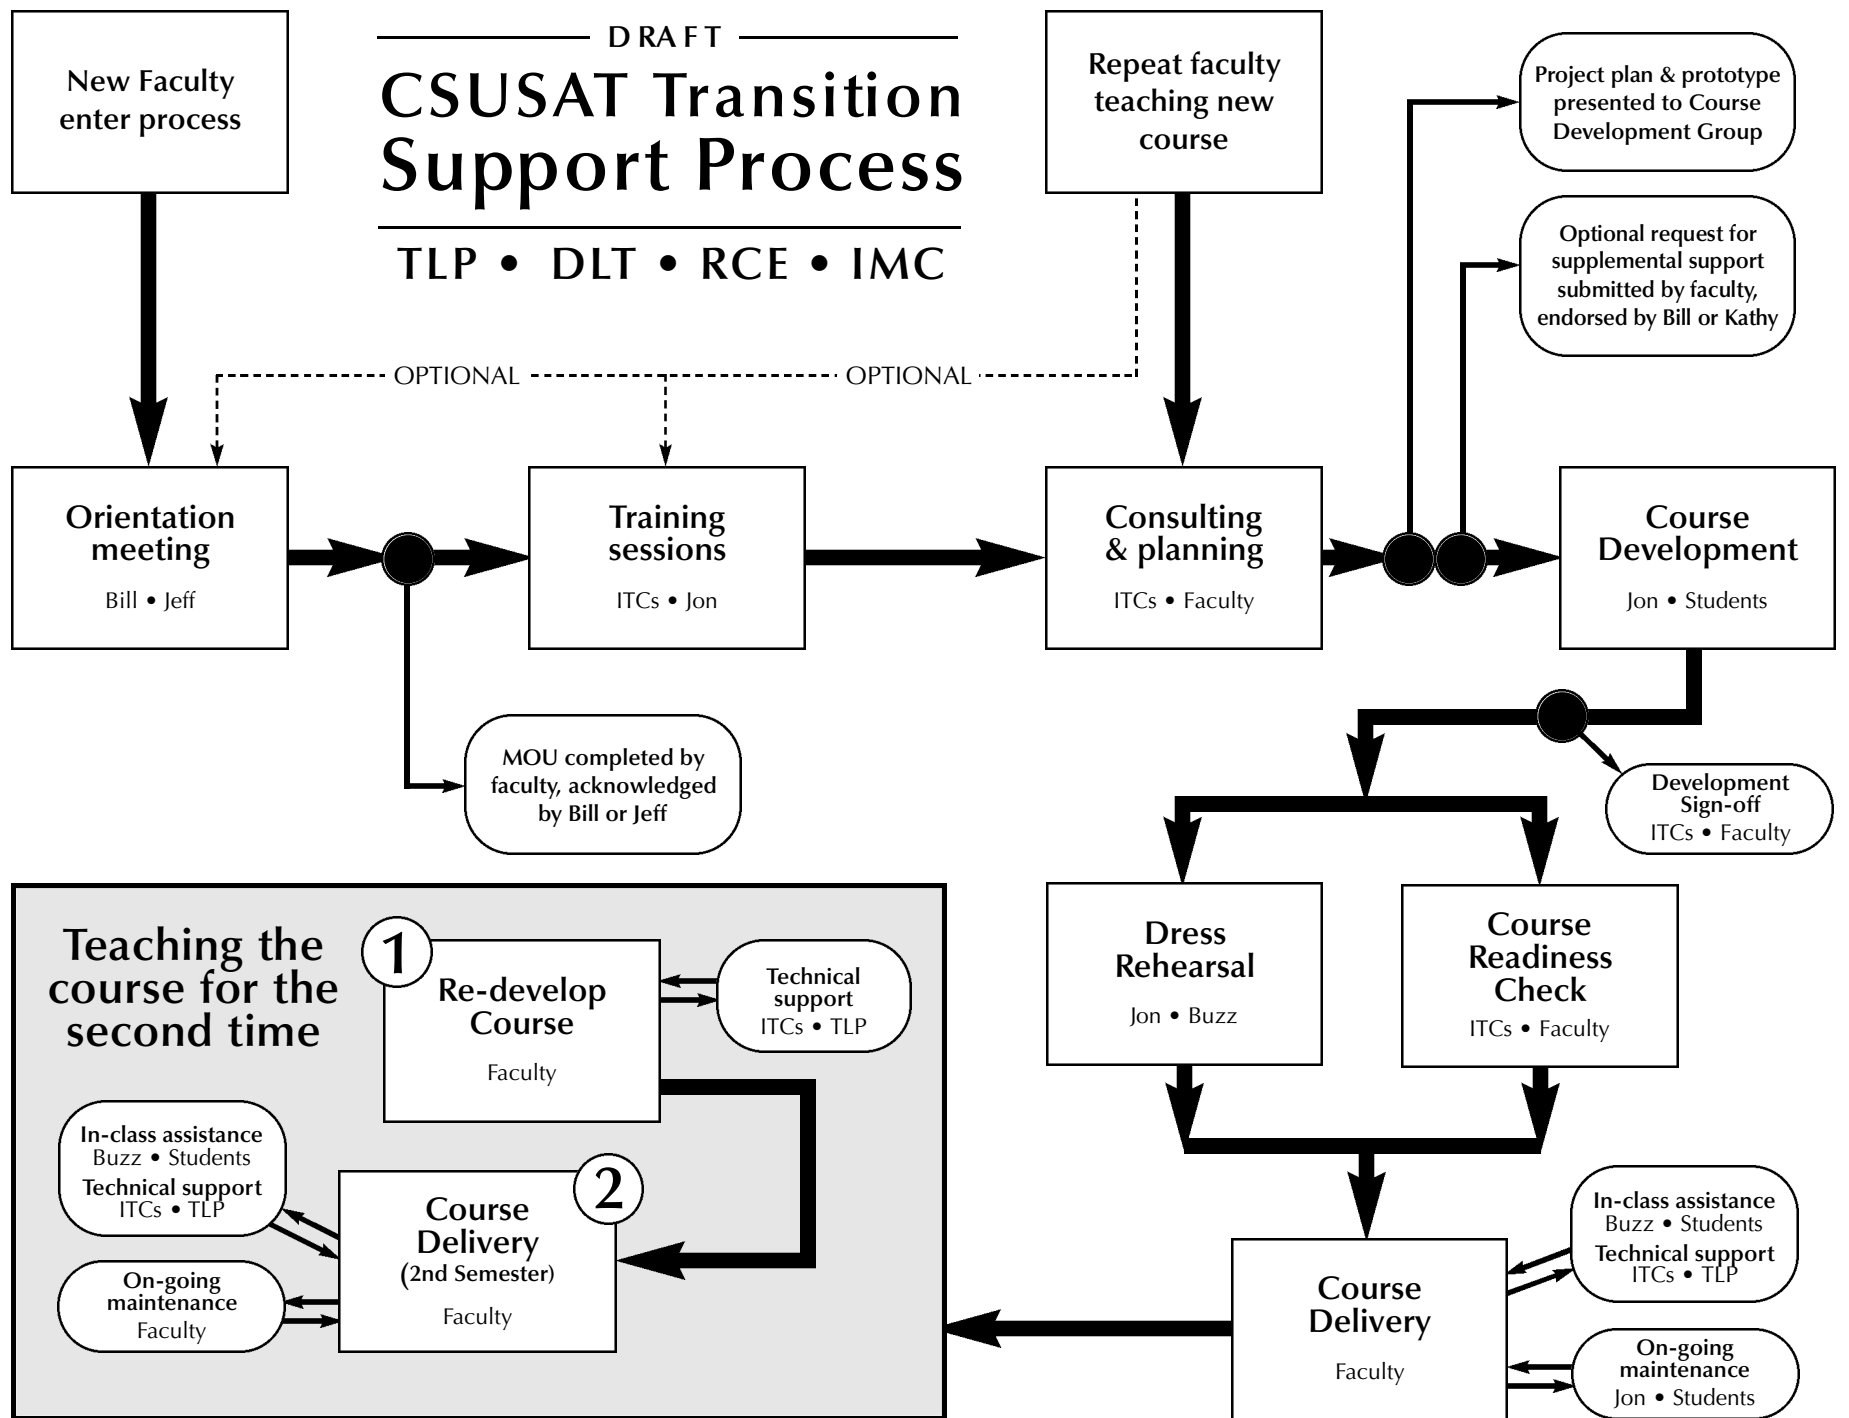 New Faculty
enter process
DRAFT
CSUSAT Transition
Support Process
TLP • DLT • RCE • IMC
Repeat faculty
teaching new
course
Project plan & prototype
presented to Course
Development Group
Optional request for
supplemental support
submitted by faculty,
endorsed by Bill or Kathy
OPTIONAL
OPTIONAL
Orientation
meeting
Bill • Jeff
Training
sessions
ITCs • Jon
Consulting
& planning
ITCs • Faculty
Course
Development
Jon • Students
MOU completed by
faculty, acknowledged
by Bill or Jeff
Development
Sign-off
ITCs • Faculty
Dress
Rehearsal
Jon • Buzz
Course
Readiness
Check
ITCs • Faculty
Teaching the
course for the
second time
1
Re-develop
Course
Faculty
Technical
support
ITCs • TLP
In-class assistance
Buzz • Students
Technical support
ITCs • TLP
2
Course
Delivery
(2nd Semester)
Faculty
On-going
maintenance
Faculty
Course
Delivery
Faculty
In-class assistance
Buzz • Students
Technical support
ITCs • TLP
On-going
maintenance
Jon • Students